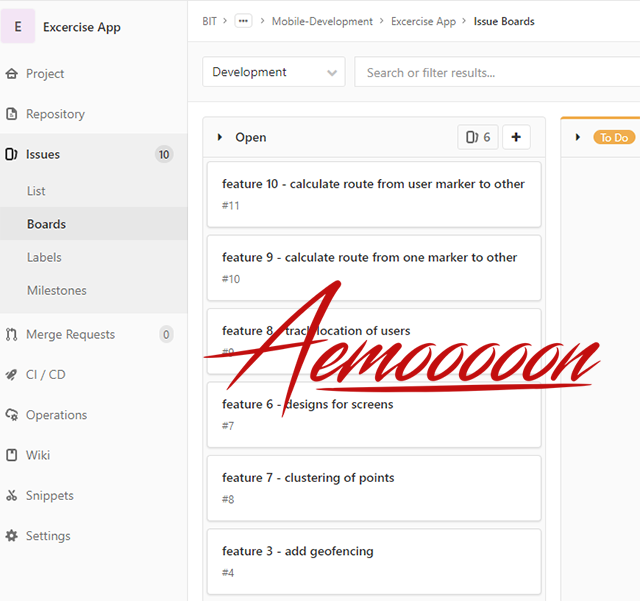 E Excercise App
Project
Repository
Issues 10
List
Boards
Labels
Milestones
Merge Requests 0
CI / CD
Operations
Wiki
Snippets
Settings
BIT > ••• > Mobile-Development > Excercise App > Issue Boards
Development
Search or filter results...
Open 6 +
feature 10 - calculate route from user marker to other
#11
feature 9 - calculate route from one marker to other
#10
feature 8 - track location of users
#9
feature 6 - designs for screens
#7
feature 7 - clustering of points
#8
feature 3 - add geofencing
#4
To Do
Aemooooon